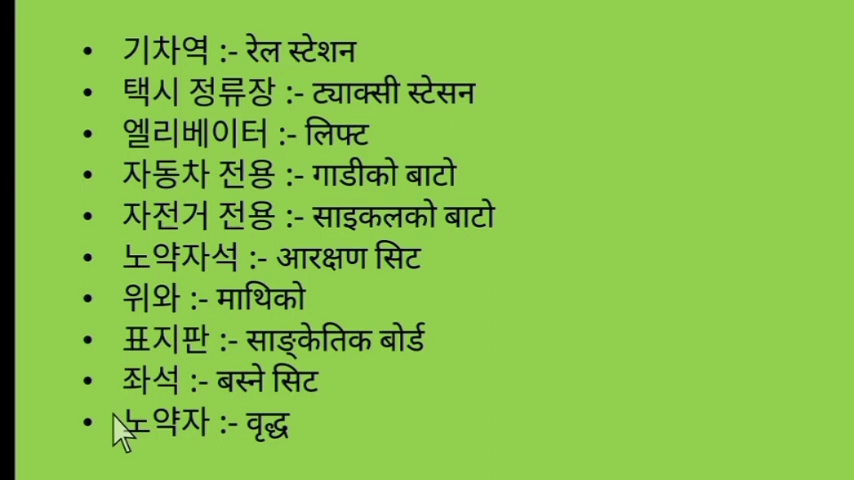 • 기차역 :- रेल स्टेशन
• 택시 정류장 :- ट्याक्सी स्टेसन
• 엘리베이터 :- लिफ्ट
• 자동차 전용 :- गाडीको बाटो
• 자전거 전용 :- साइकलको बाटो
• 노약자석 :- आरक्षण सिट
• 위와 :- माथिको
• 표지판 :- साङ्केतिक बोर्ड
• 좌석 :- बस्ने सिट
• 노약자 :- वृद्ध